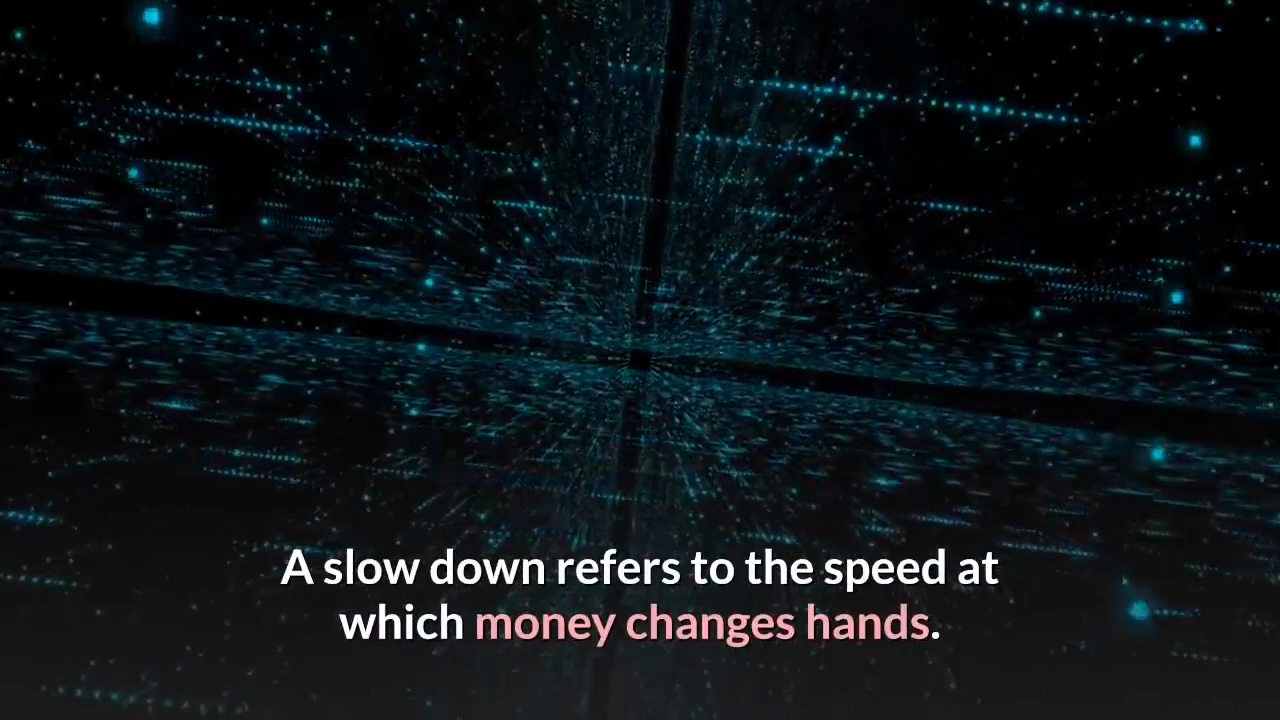 A slow down refers to the speed at
which money changes hands.